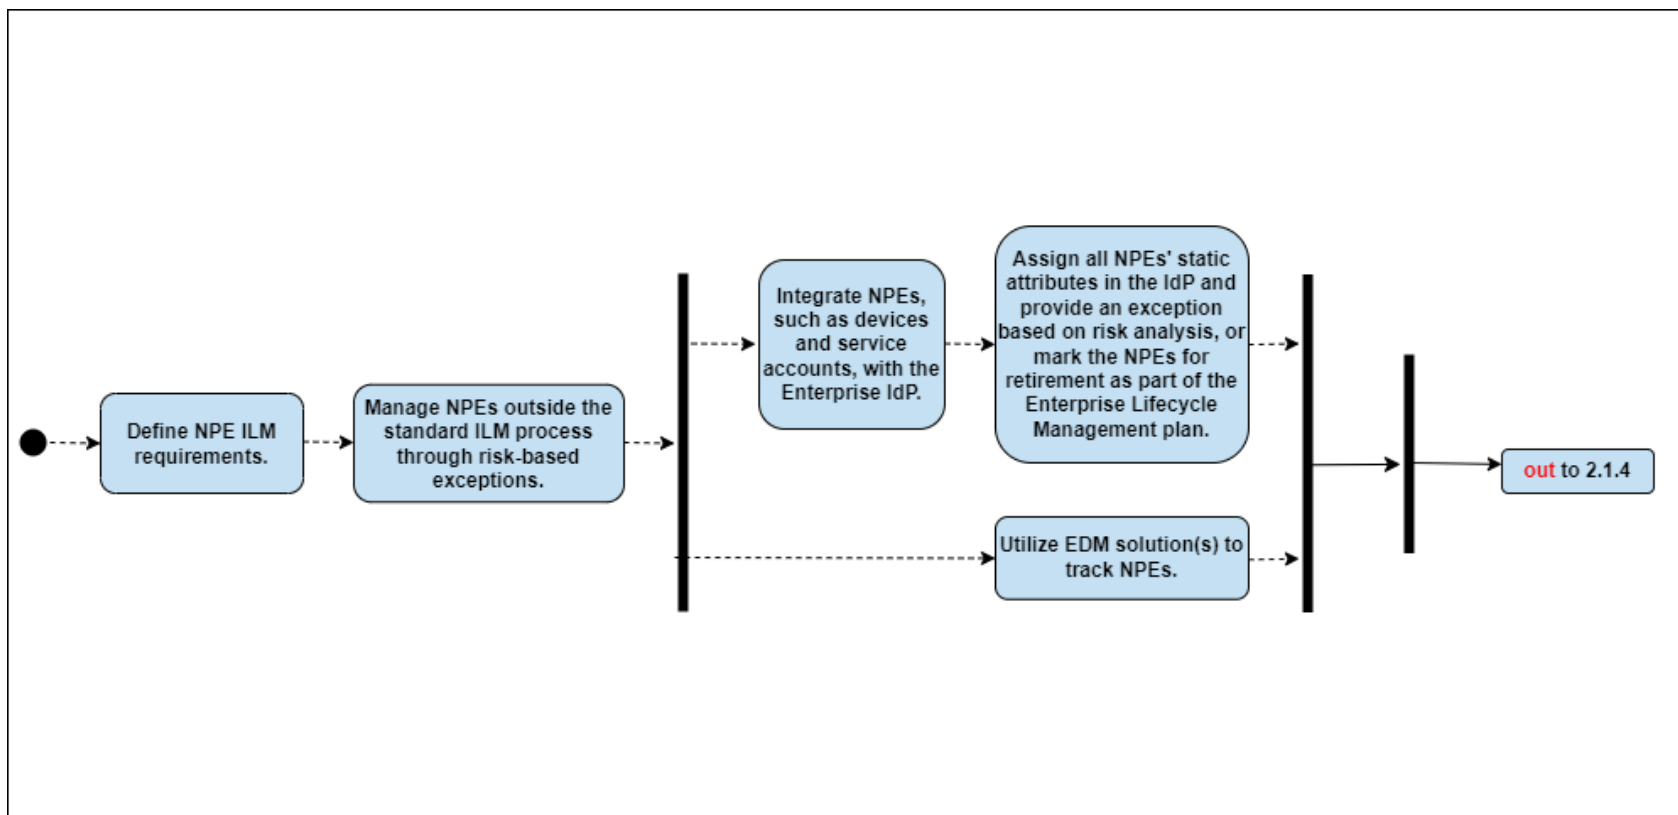 Define NPE ILM
requirements.
Manage NPEs outside the
standard ILM process
through risk-based
exceptions.
Integrate NPEs,
such as devices
and service
accounts, with the
Enterprise IdP.
Assign all NPEs' static
attributes in the IdP and
provide an exception
based on risk analysis, or
mark the NPEs for
retirement as part of the
Enterprise Lifecycle
Management plan.
Utilize EDM solution(s) to
track NPEs.
out to 2.1.4